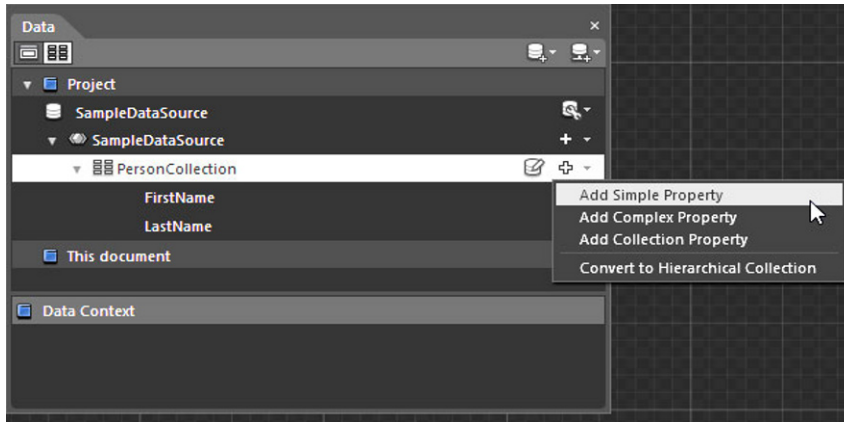 Data
Project
SampleDataSource
SampleDataSource
PersonCollection
FirstName
LastName
This document
Data Context
Add Simple Property
Add Complex Property
Add Collection Property
Convert to Hierarchical Collection